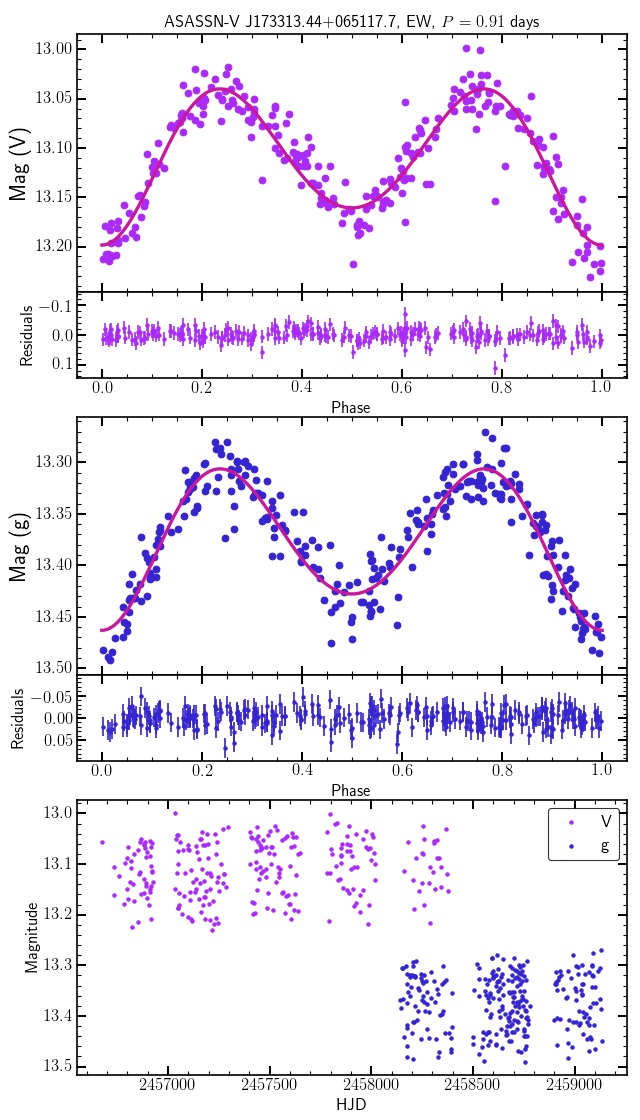 ASASSN-V J173313.44+065117.7, EW, P = 0.91 days
13.00
13.05
13.10
13.15
13.20
Mag (V)
−0.1
0.0
0.1
Residuals
0.0 0.2 0.4 0.6 0.8 1.0
Phase
13.30
13.35
13.40
13.45
13.50
Mag (g)
−0.05
0.00
0.05
Residuals
0.0 0.2 0.4 0.6 0.8 1.0
Phase
V
g
13.0
13.1
13.2
13.3
13.4
13.5
Magnitude
2457000 2457500 2458000 2458500 2459000
HJD